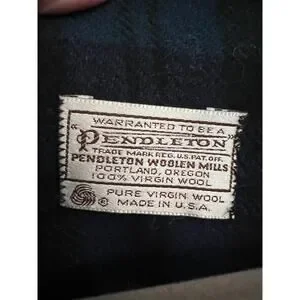 WARRANTED TO BE A
"PENDLETON"
TRADE MARK REG. U.S. PAT. OFF.
PENDLETON WOOLEN MILLS
PORTLAND, OREGON
100% VIRGIN WOOL
PURE VIRGIN WOOL
MADE IN U.S.A.